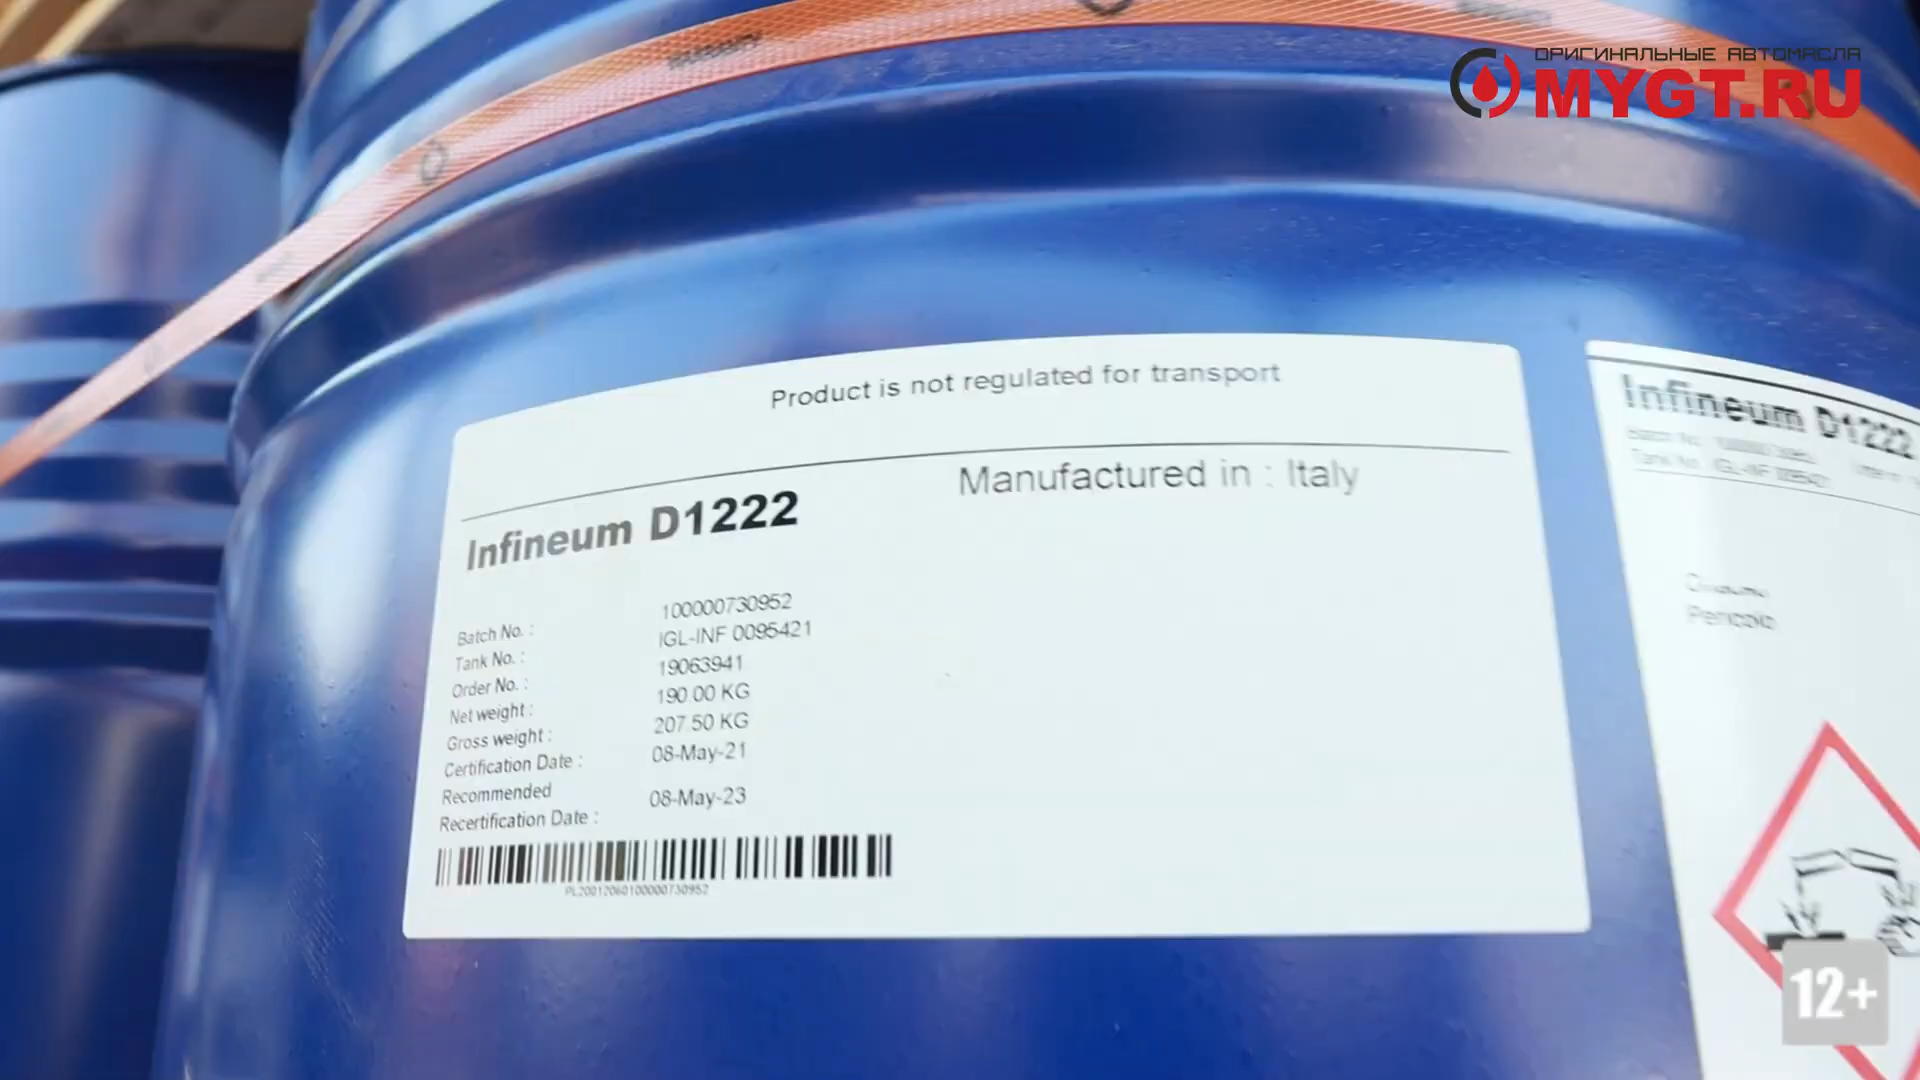 ОРИГИНАЛЬНЫЕ АВТОМАСЛА
MYGT.RU
Product is not regulated for transport
Manufactured in : Italy
Infineum D1222
Batch No. : 100000730952
Tank No. : IGL-INF 0095421
Order No. : 19063941
Net weight : 190.00 KG
Gross weight : 207.50 KG
Certification Date : 08-May-21
Recommended
Recertification Date : 08-May-23
PL20012060100000730952
Infineum D1222
12+